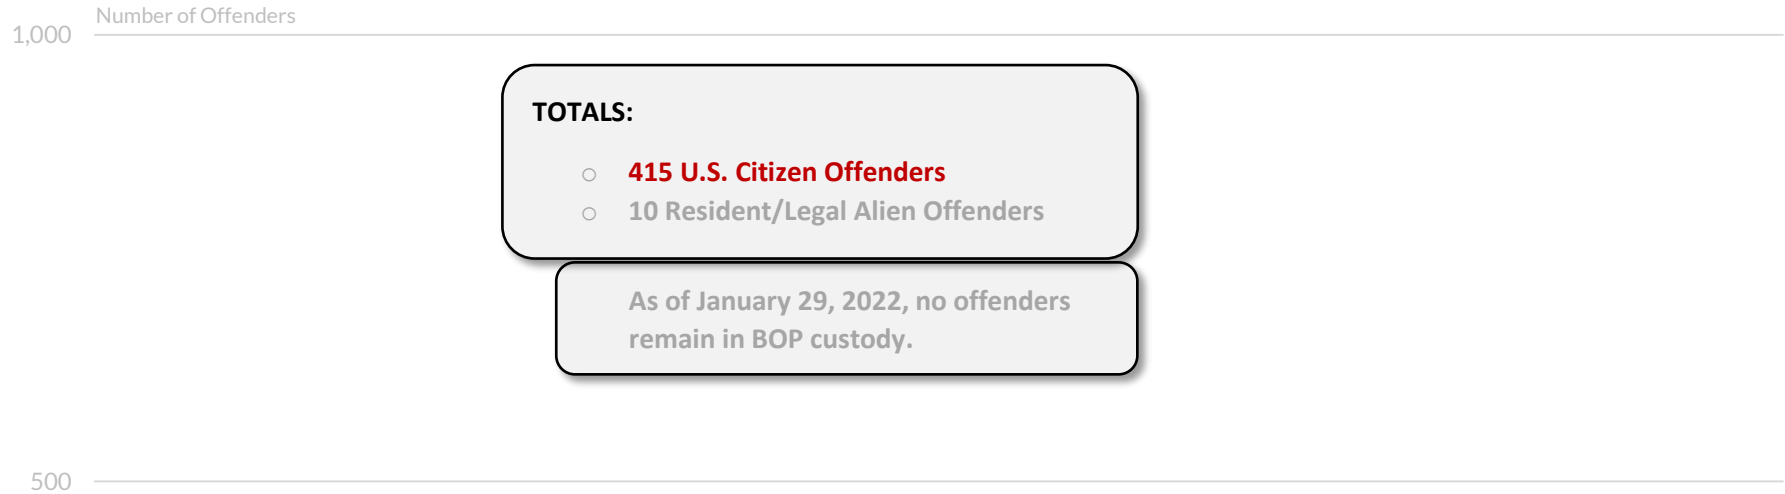 Number of Offenders
1,000
TOTALS:
○ 415 U.S. Citizen Offenders
○ 10 Resident/Legal Alien Offenders
As of January 29, 2022, no offenders
remain in BOP custody.
500